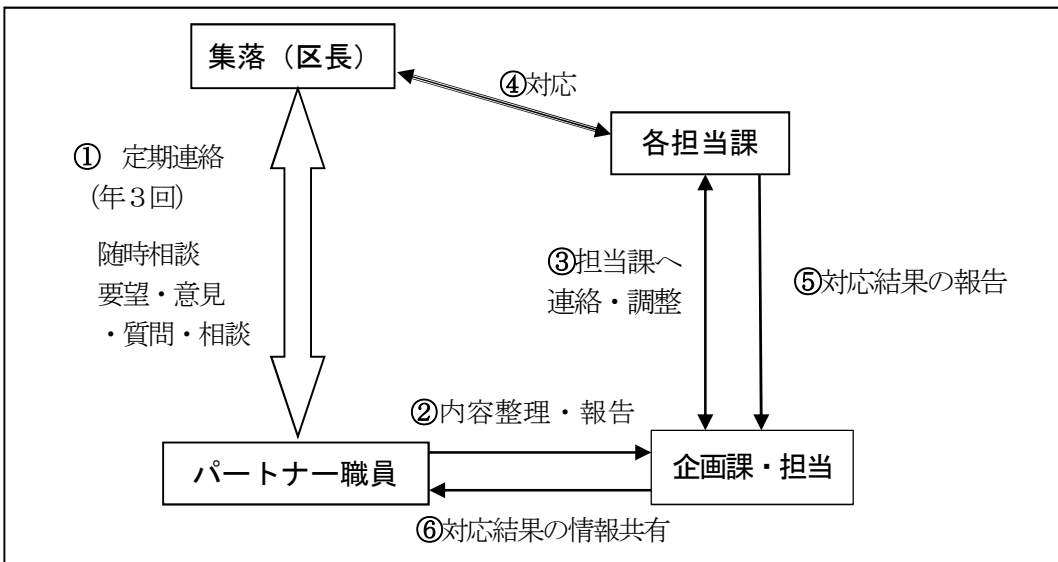 集落（区長）
④対応
各担当課
①　定期連絡
(年３回)
随時相談
要望・意見
・質問・相談
③担当課へ
連絡・調整
⑤対応結果の報告
②内容整理・報告
パートナー職員
企画課・担当
⑥対応結果の情報共有